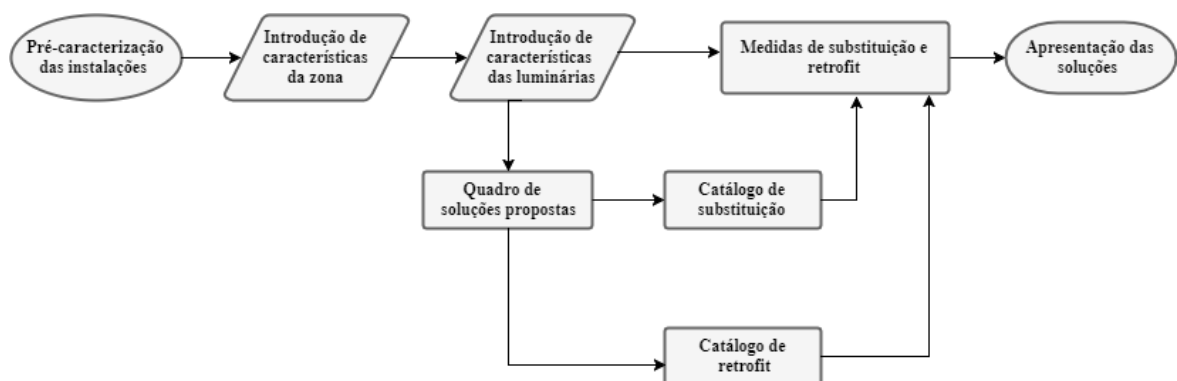 Pré-caracterização
das instalações
Introdução de
características
da zona
Introdução de
características
das luminárias
Medidas de substituição e
retrofit
Apresentação das
soluções
Quadro de
soluções propostas
Catálogo de
substituição
Catálogo de
retrofit